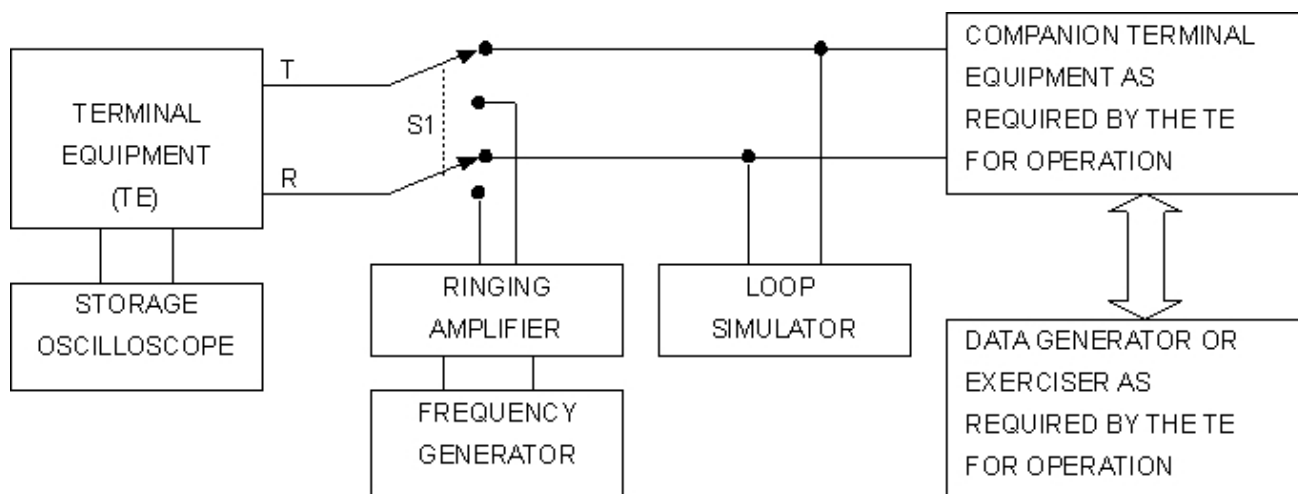 TERMINAL
EQUIPMENT
(TE)
T
R
S1
COMPANION TERMINAL
EQUIPMENT AS
REQUIRED BY THE TE
FOR OPERATION
STORAGE
OSCILLOSCOPE
RINGING
AMPLIFIER
LOOP
SIMULATOR
FREQUENCY
GENERATOR
DATA GENERATOR OR
EXERCISER AS
REQUIRED BY THE TE
FOR OPERATION